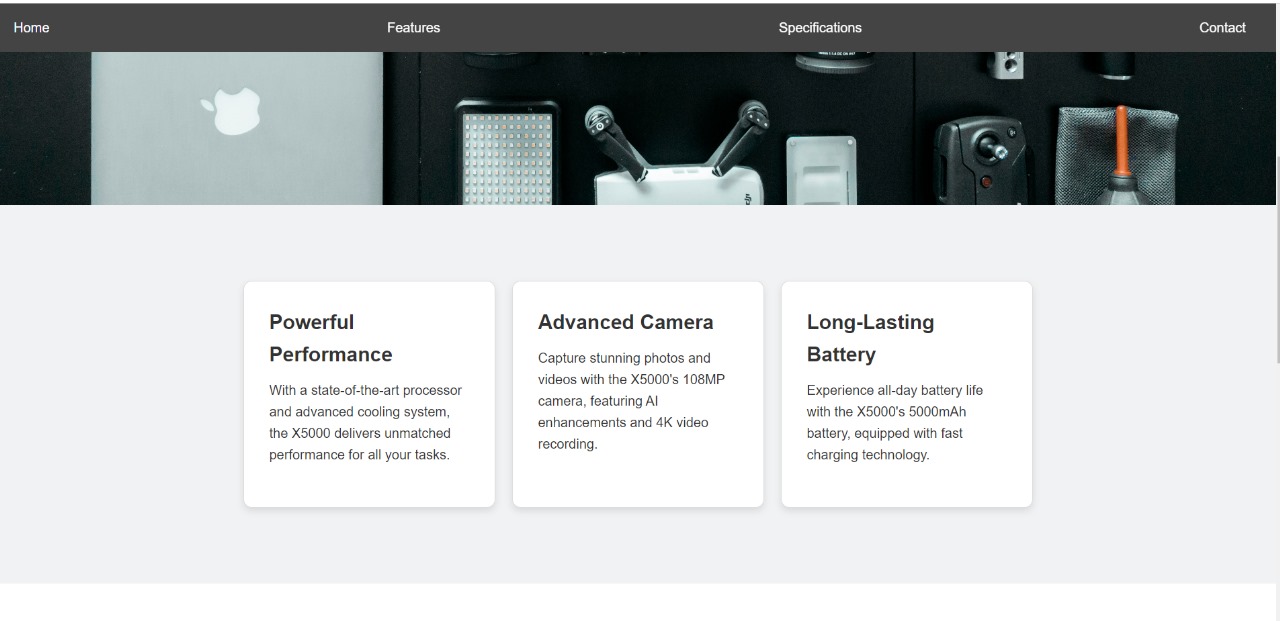 Home Features Specifications Contact
dji
Powerful
Performance
With a state-of-the-art processor
and advanced cooling system,
the X5000 delivers unmatched
performance for all your tasks.
Advanced Camera
Capture stunning photos and
videos with the X5000's 108MP
camera, featuring AI
enhancements and 4K video
recording.
Long-Lasting
Battery
Experience all-day battery life
with the X5000's 5000mAh
battery, equipped with fast
charging technology.